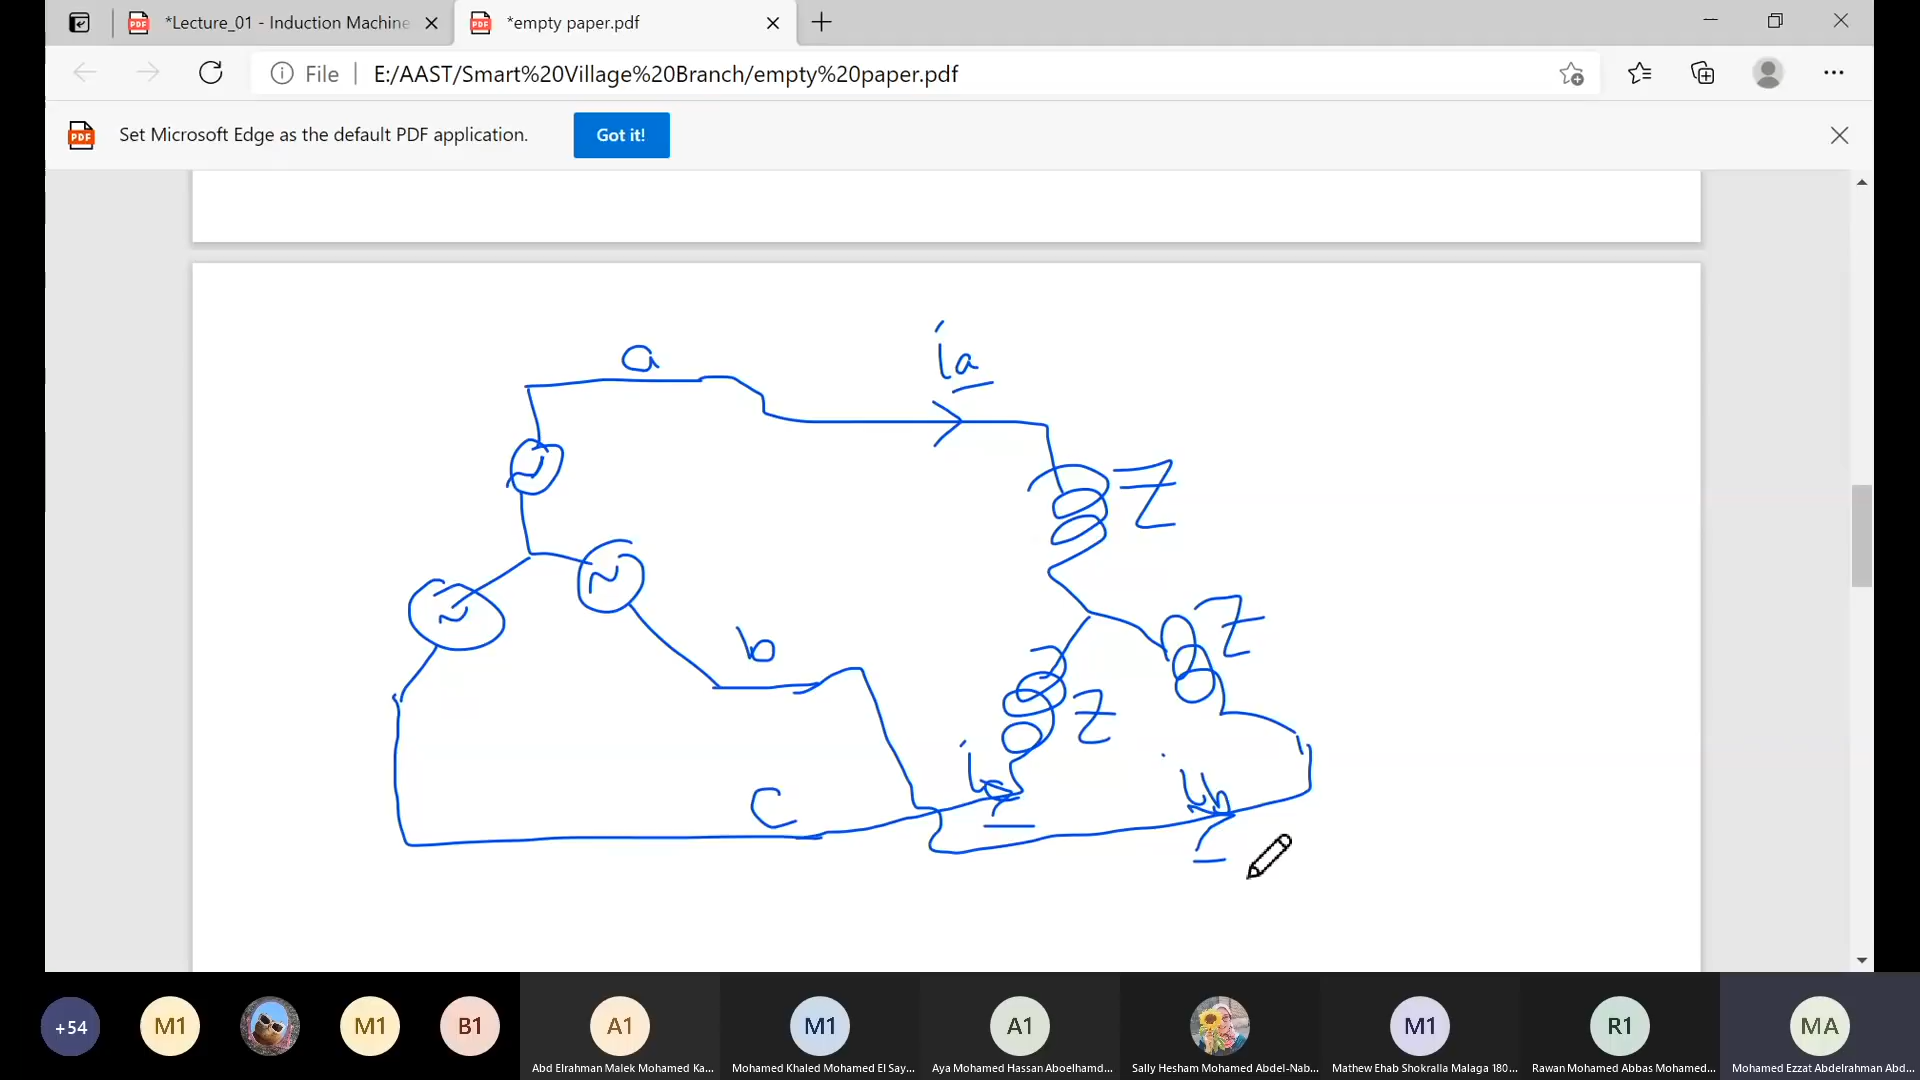 *Lecture_01 - Induction Machine
*empty paper.pdf
File
E:/AAST/Smart%20Village%20Branch/empty%20paper.pdf
PDF
Set Microsoft Edge as the default PDF application.
Got it!
a
ia
Z
Z
b
Z
ib
C
+54
M1
M1
B1
A1
M1
A1
M1
R1
MA
Abd Elrahman Malek Mohamed Ka...
Mohamed Khaled Mohamed El Say...
Aya Mohamed Hassan Aboelhamd...
Sally Hesham Mohamed Abdel-Nab...
Mathew Ehab Shokralla Malaga 180...
Rawan Mohamed Abbas Mohamed...
Mohamed Ezzat Abdelrahman Abd...